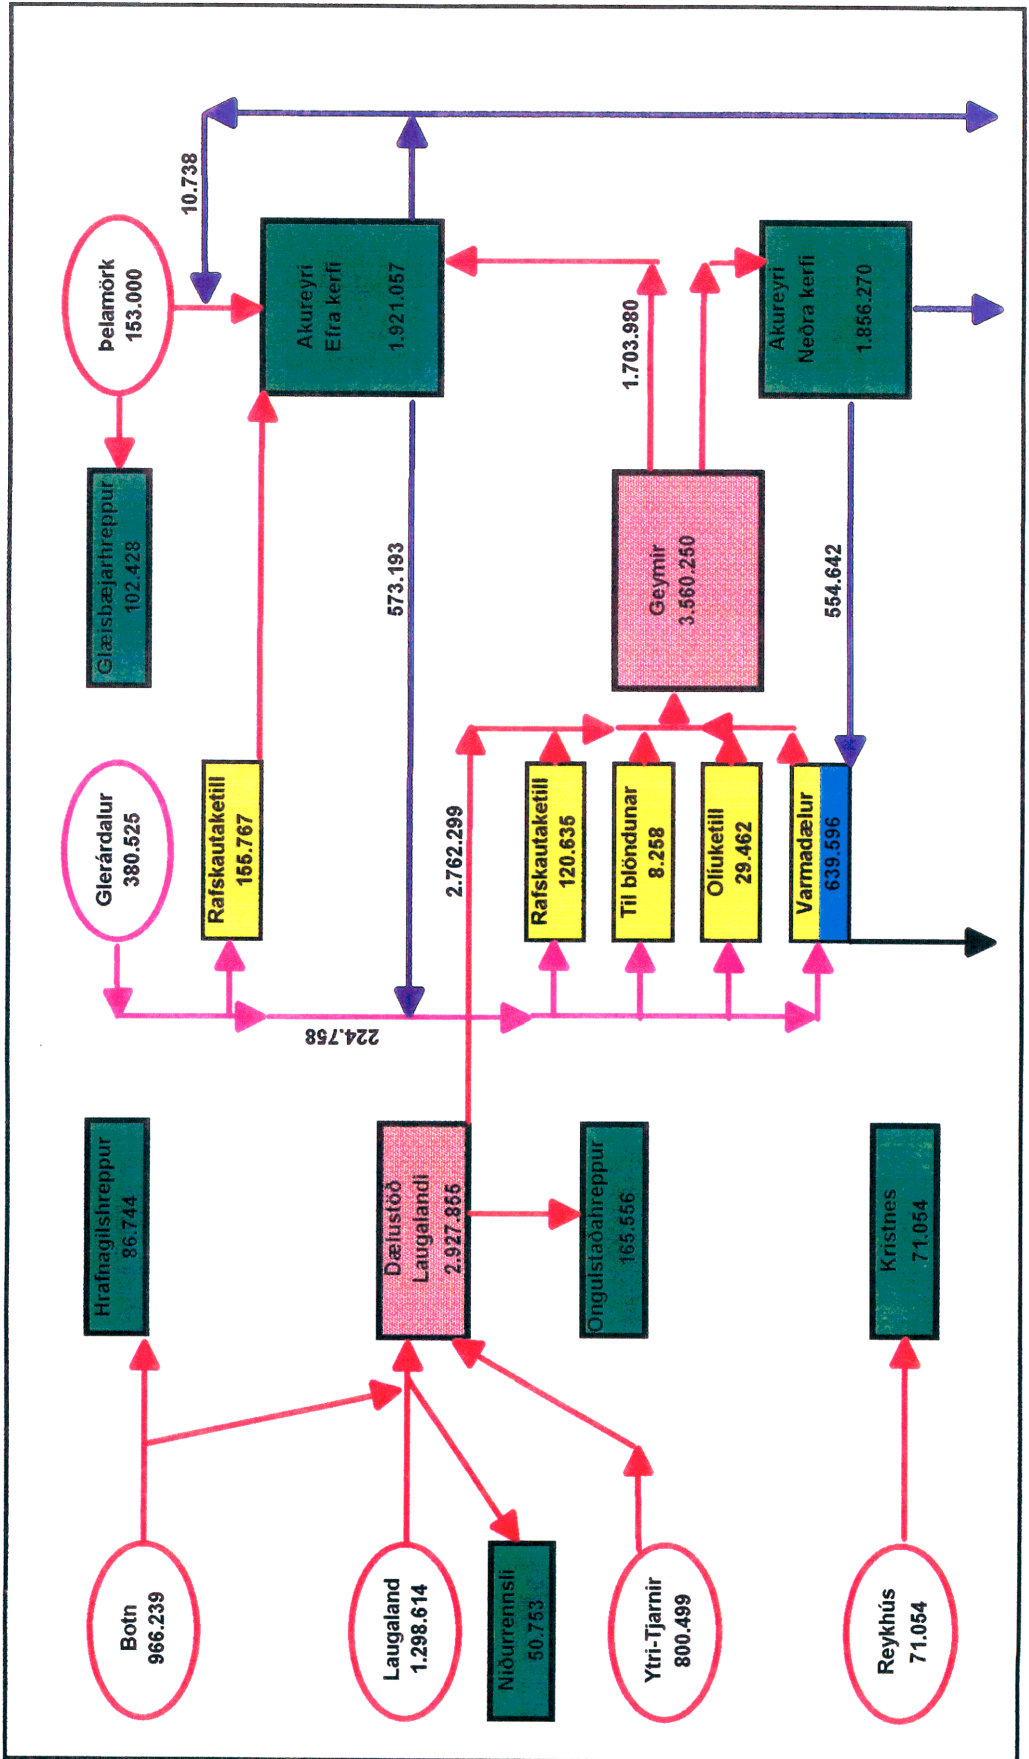 Botn
966.239
Laugaland
1.298.614
Niðurrennsli
50.753
Ytri-Tjarnir
800.499
Reykhús
71.054
Hrafnagilshreppur
86.744
Dælustöð
Laugalandi
2.927.855
Ongulstaðahreppur
165.556
Kristnes
71.054
Glerárdalur
380.525
224.758
Rafskautaketill
155.767
2.762.299
Rafskautaketill
120.635
Til blöndunar
8.258
Olíuketill
29.462
Varmadælur
639.596
Glæisbæjarhreppur
102.428
573.193
Geymir
3.560.250
554.642
Þelamörk
153.000
10.738
Akureyri
Efra kerfi
1.921.057
1.703.980
Akureyri
Neðra kerfi
1.856.270